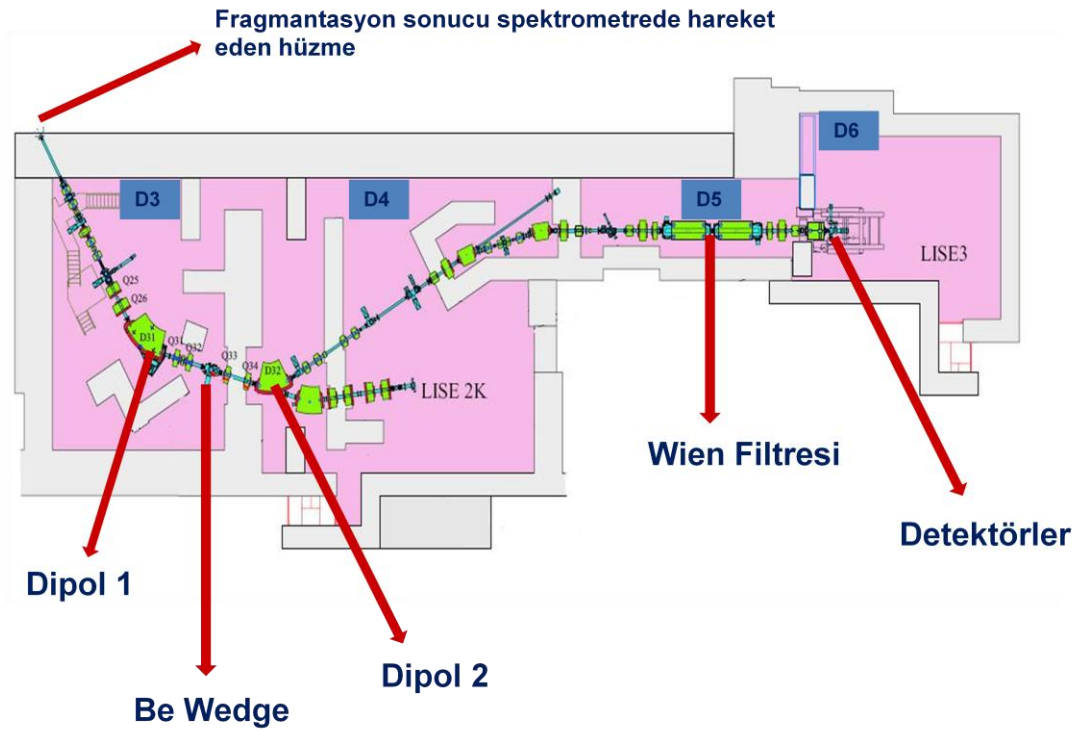 Fragmantasyon sonucu spektrometrede hareket
eden hüzme
D6
D3
D4
D5
LISE3
Q25
Q26
D31
Q31
Q32
Q33
Q34
D32
LISE 2K
Wien Filtresi
Detektörler
Dipol 1
Dipol 2
Be Wedge